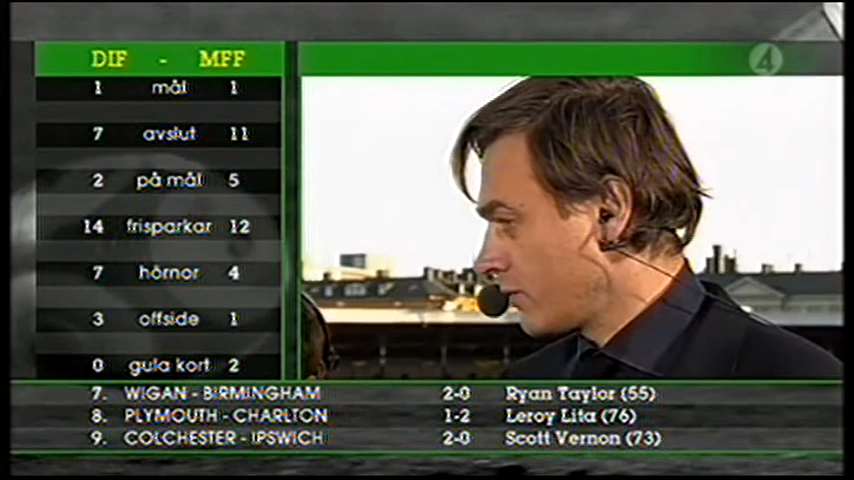 DIF - MFF
1 mål 1
7 avslut 11
2 på mål 5
14 frisparkar 12
7 hörnor 4
3 offside 1
0 gula kort 2
4
7. WIGAN - BIRMINGHAM 2-0 Ryan Taylor (55)
8. PLYMOUTH - CHARLTON 1-2 Leroy Lita (76)
9. COLCHESTER - IPSWICH 2-0 Scott Vernon (73)